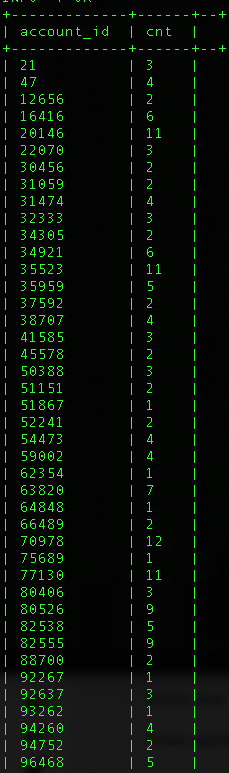 +--------------+------+--+
| account_id | cnt |
+--------------+------+--+
| 21 | 3 |
| 47 | 4 |
| 12656 | 2 |
| 16416 | 6 |
| 20146 | 11 |
| 22070 | 3 |
| 30456 | 2 |
| 31059 | 2 |
| 31474 | 4 |
| 32333 | 3 |
| 34305 | 2 |
| 34921 | 6 |
| 35523 | 11 |
| 35959 | 5 |
| 37592 | 2 |
| 38707 | 4 |
| 41585 | 3 |
| 45578 | 2 |
| 50388 | 3 |
| 51151 | 2 |
| 51867 | 1 |
| 52241 | 2 |
| 54473 | 4 |
| 59002 | 4 |
| 62354 | 1 |
| 63820 | 7 |
| 64848 | 1 |
| 66489 | 2 |
| 70978 | 12 |
| 75689 | 1 |
| 77130 | 11 |
| 80406 | 3 |
| 80526 | 9 |
| 82538 | 5 |
| 82555 | 9 |
| 88700 | 2 |
| 92267 | 1 |
| 92637 | 3 |
| 93262 | 1 |
| 94260 | 4 |
| 94752 | 2 |
| 96468 | 5 |